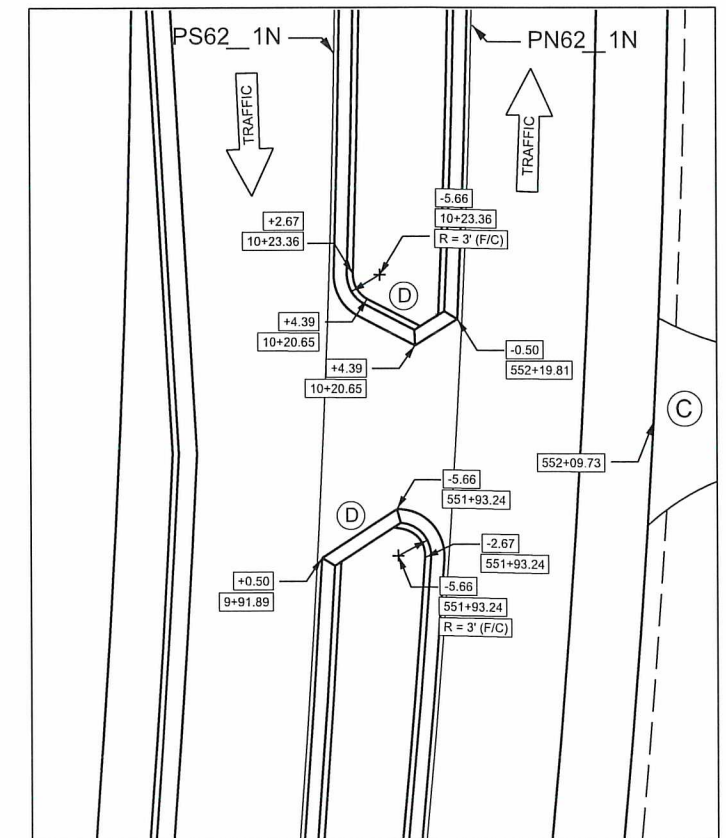 PS62__1N
PN62__1N
TRAFFIC
TRAFFIC
-5.66
10+23.36
R = 3' (F/C)
+2.67
10+23.36
D
+4.39
10+20.65
+4.39
10+20.65
-0.50
552+19.81
C
552+09.73
-5.66
551+93.24
D
-2.67
551+93.24
+0.50
9+91.89
-5.66
551+93.24
R = 3' (F/C)